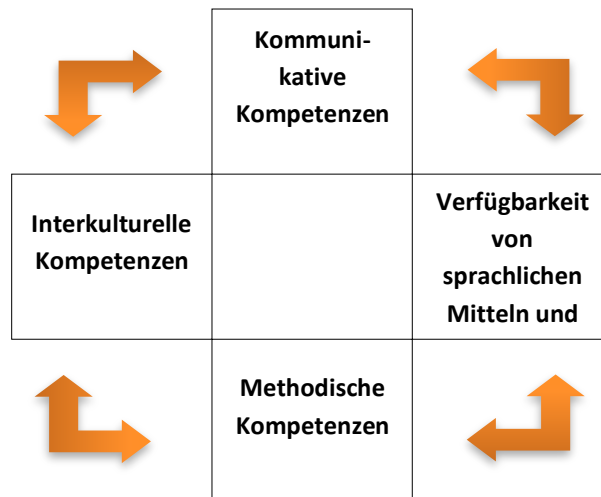 Kommuni-
kative
Kompetenzen
Interkulturelle
Kompetenzen
Verfügbarkeit
von
sprachlichen
Mitteln und
Methodische
Kompetenzen